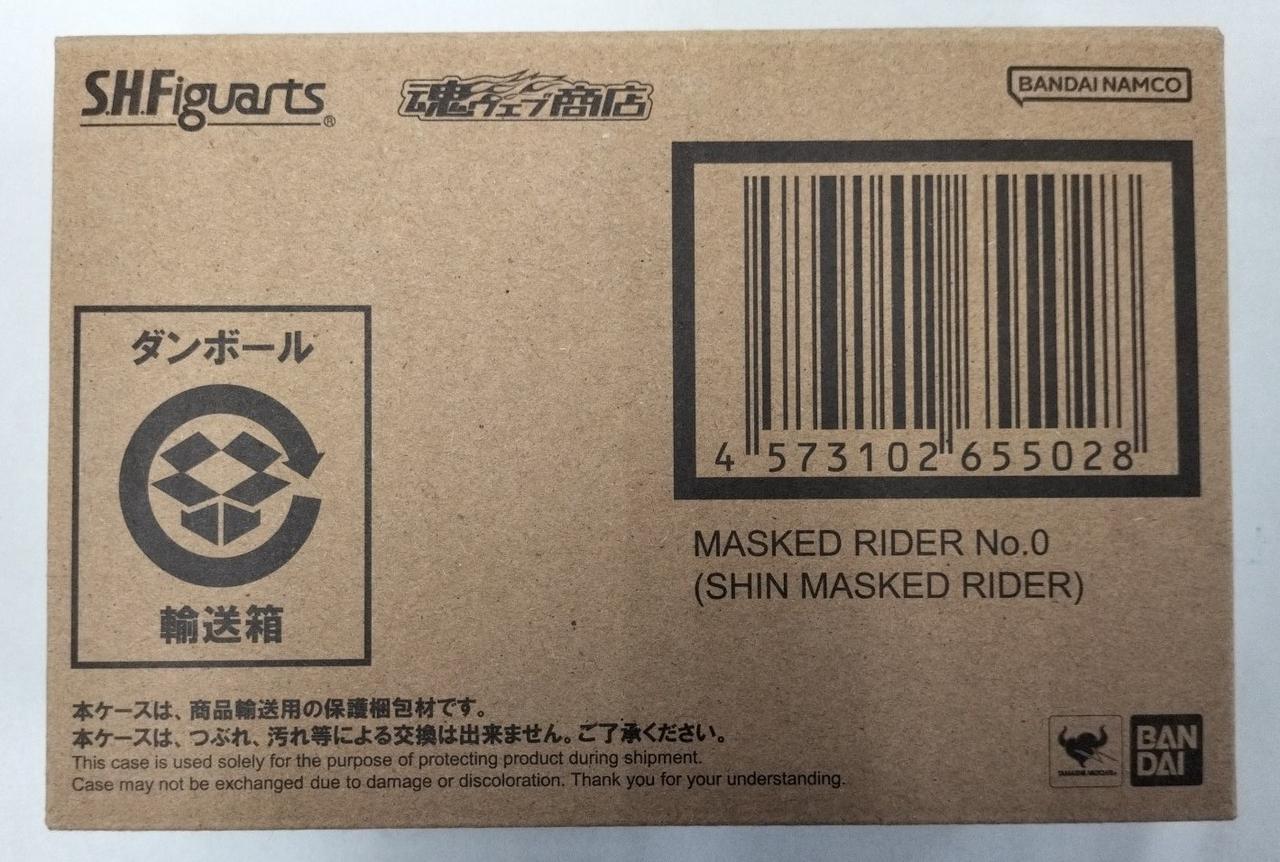 S.H.Figuarts®
魂ウェブ商店
BANDAI NAMCO
4 573102 655028
MASKED RIDER No.0
(SHIN MASKED RIDER)
ダンボール
輸送箱
本ケースは、商品輸送用の保護梱包材です。
本ケースは、つぶれ、汚れ等による交換は出来ません。ご了承ください。
This case is used solely for the purpose of protecting product during shipment.
Case may not be exchanged due to damage or discoloration. Thank you for your understanding.
TAMASHII NATIONS
BAN
DAI